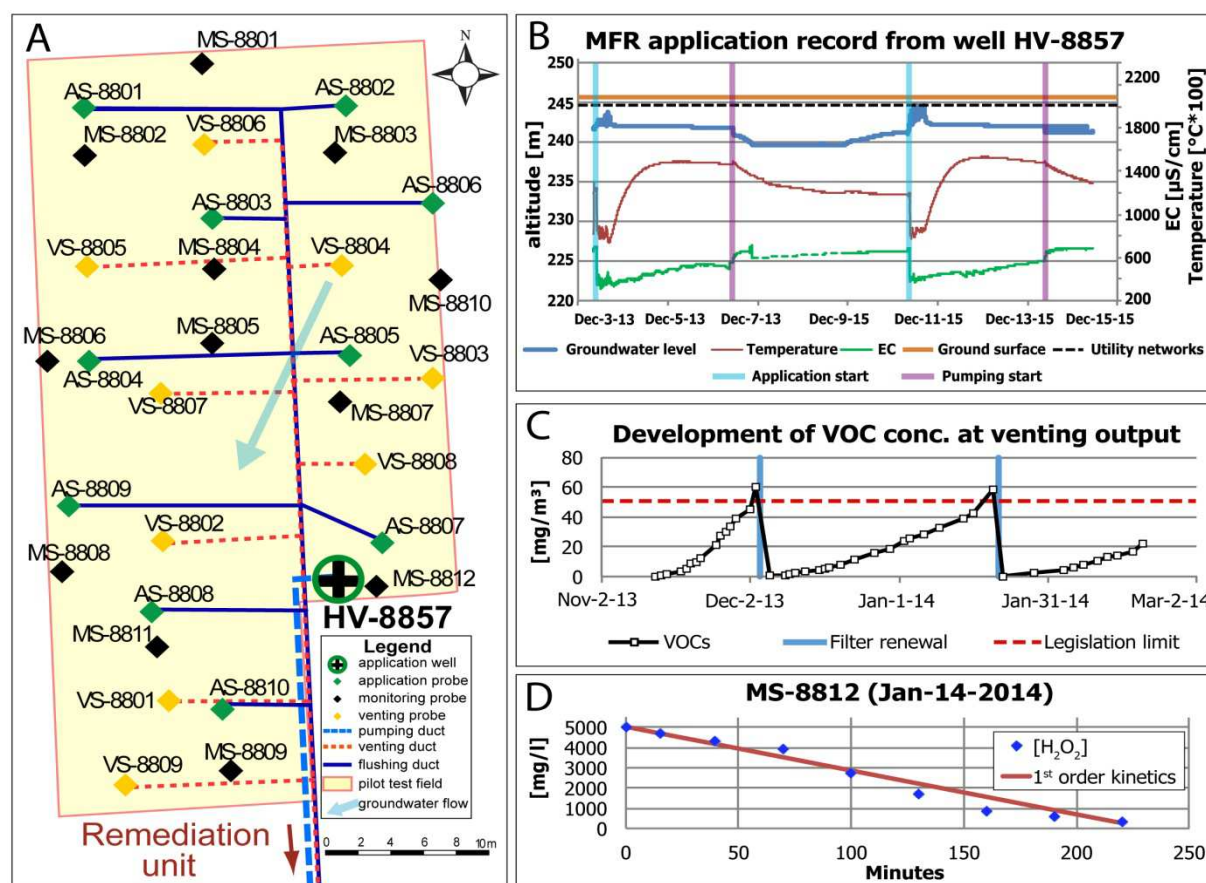 A
N
MS-8801
AS-8801
AS-8802
MS-8802
VS-8806
MS-8803
AS-8806
AS-8803
VS-8805
MS-8804
VS-8804
MS-8810
MS-8806
MS-8805
AS-8805
VS-8803
AS-8804
VS-8807
MS-8807
VS-8808
AS-8809
AS-8807
VS-8802
MS-8808
MS-8812
AS-8808
HV-8857
MS-8811
VS-8801
AS-8810
VS-8809
MS-8809
Legend
application well
application probe
monitoring probe
venting probe
pumping duct
venting duct
flushing duct
pilot test field
groundwater flow
0 2 4 6 8 10 m
Remediation
unit
B
MFR application record from well HV-8857
altitude [m]
250
245
240
235
230
225
220
2200
1800
1400
1000
600
200
EC [µS/cm]
Temperature [°C*100]
Dec-3-13 Dec-5-13 Dec-7-13 Dec-9-15 Dec-11-15 Dec-13-15 Dec-15-15
Groundwater level Temperature EC Ground surface Utility networks
Application start Pumping start
C
Development of VOC conc. at venting output
[mg/m³]
80
60
40
20
0
Nov-2-13 Dec-2-13 Jan-1-14 Jan-31-14 Mar-2-14
VOCs Filter renewal Legislation limit
D
MS-8812 (Jan-14-2014)
[mg/l]
5000
4000
3000
2000
1000
0
[H₂O₂]
1st order kinetics
0 50 100 150 200 250
Minutes